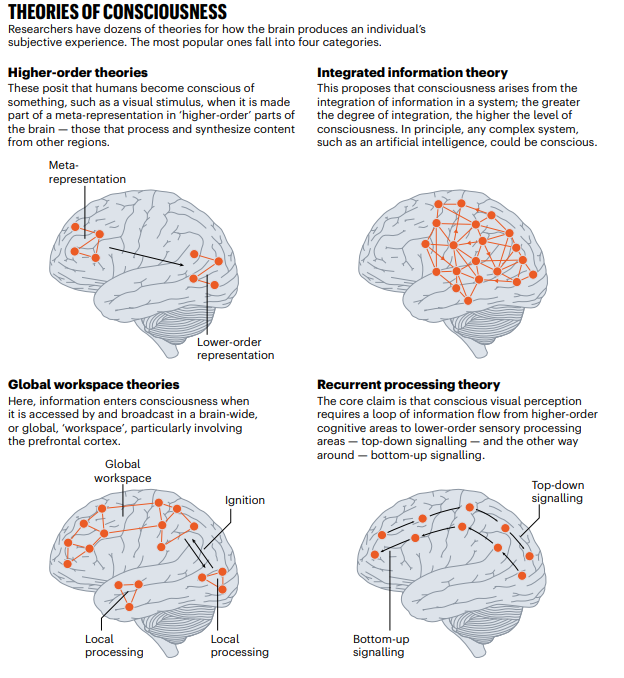 THEORIES OF CONSCIOUSNESS
Researchers have dozens of theories for how the brain produces an individual’s
subjective experience. The most popular ones fall into four categories.
Higher-order theories
These posit that humans become conscious of
something, such as a visual stimulus, when it is made
part of a meta-representation in ‘higher-order’ parts of
the brain — those that process and synthesize content
from other regions.
Meta-
representation
Lower-order
representation
Integrated information theory
This proposes that consciousness arises from the
integration of information in a system; the greater
the degree of integration, the higher the level of
consciousness. In principle, any complex system,
such as an artificial intelligence, could be conscious.
Global workspace theories
Here, information enters consciousness when
it is accessed by and broadcast in a brain-wide,
or global, ‘workspace’, particularly involving
the prefrontal cortex.
Global
workspace
Ignition
Local
processing
Local
processing
Recurrent processing theory
The core claim is that conscious visual perception
requires a loop of information flow from higher-order
cognitive areas to lower-order sensory processing
areas — top-down signalling — and the other way
around — bottom-up signalling.
Top-down
signalling
Bottom-up
signalling